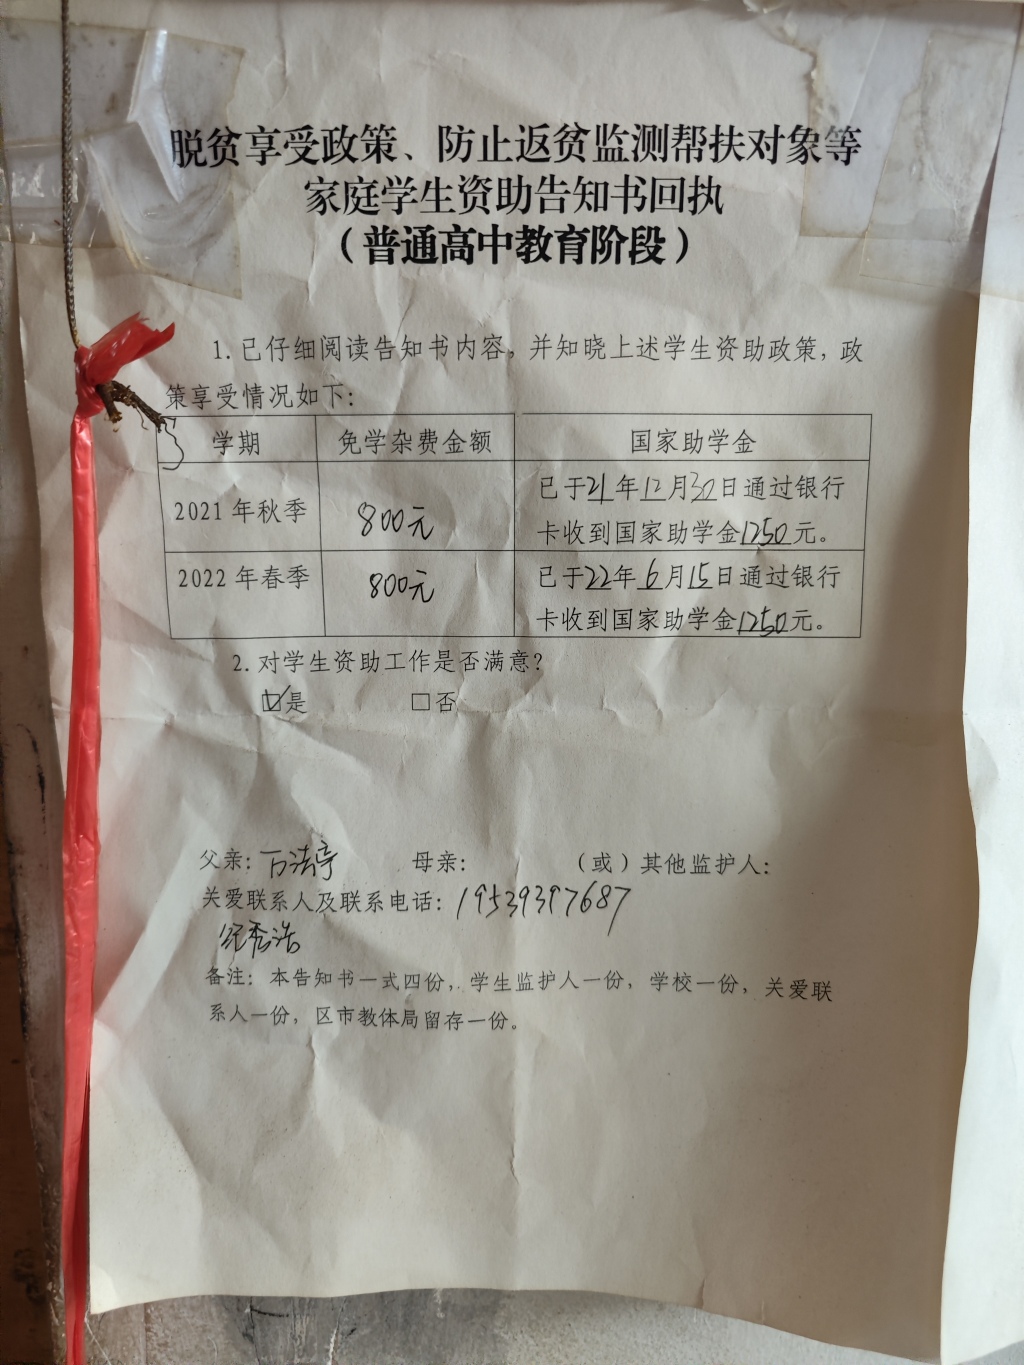 脱贫享受政策、防止返贫监测帮扶对象等
家庭学生资助告知书回执
（普通高中教育阶段）
1. 已仔细阅读告知书内容，并知晓上述学生资助政策，政
策享受情况如下：
学期 免学杂费金额 国家助学金
2021 年秋季 800元 已于21年12月30日通过银行
卡收到国家助学金1250元。
2022 年春季 800元 已于22年6月15日通过银行
卡收到国家助学金1250元。
2. 对学生资助工作是否满意？
☑是 □否
父亲： 万洪亭 母亲： （或）其他监护人：
关爱联系人及联系电话：19539397687
纪秀浩
备注：本告知书一式四份，学生监护人一份，学校一份，关爱联
系人一份，区市教体局留存一份。